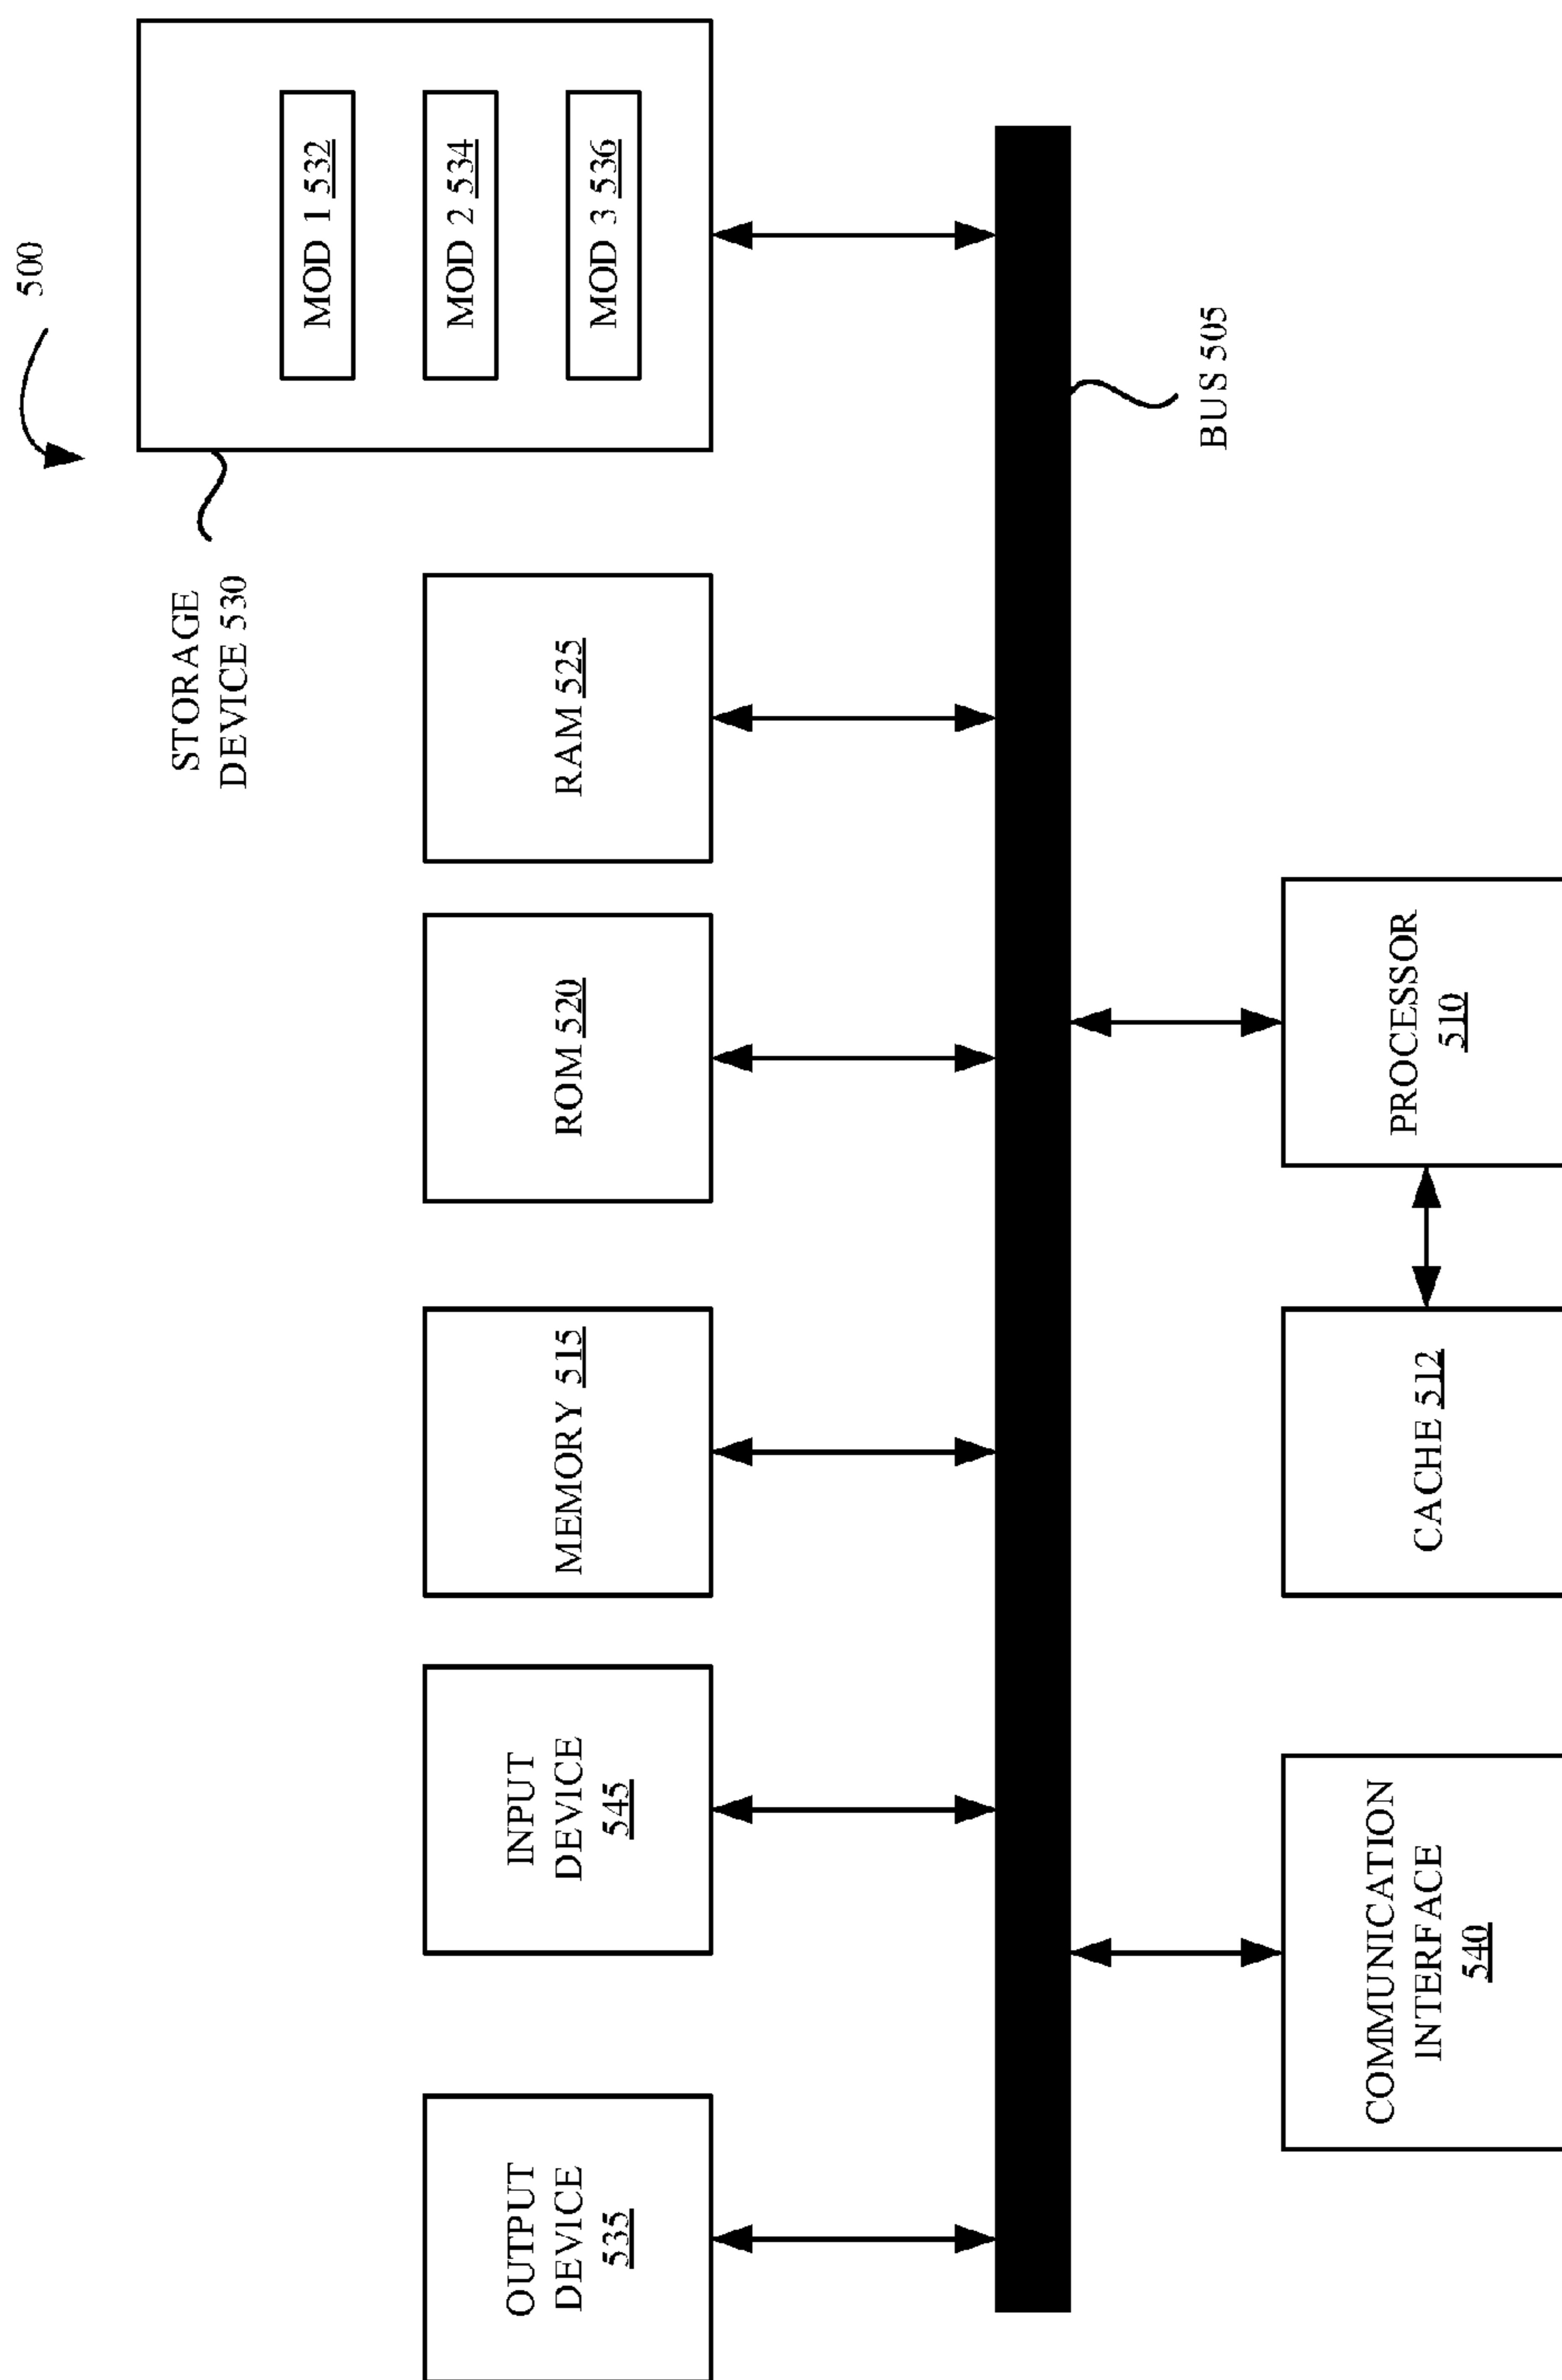 500
STORAGE
DEVICE 530
MOD 1 532
MOD 2 534
MOD 3 536
OUTPUT
DEVICE
535
INPUT
DEVICE
545
MEMORY 515
ROM 520
RAM 525
BUS 505
COMMUNICATION
INTERFACE
540
CACHE 512
PROCESSOR
510